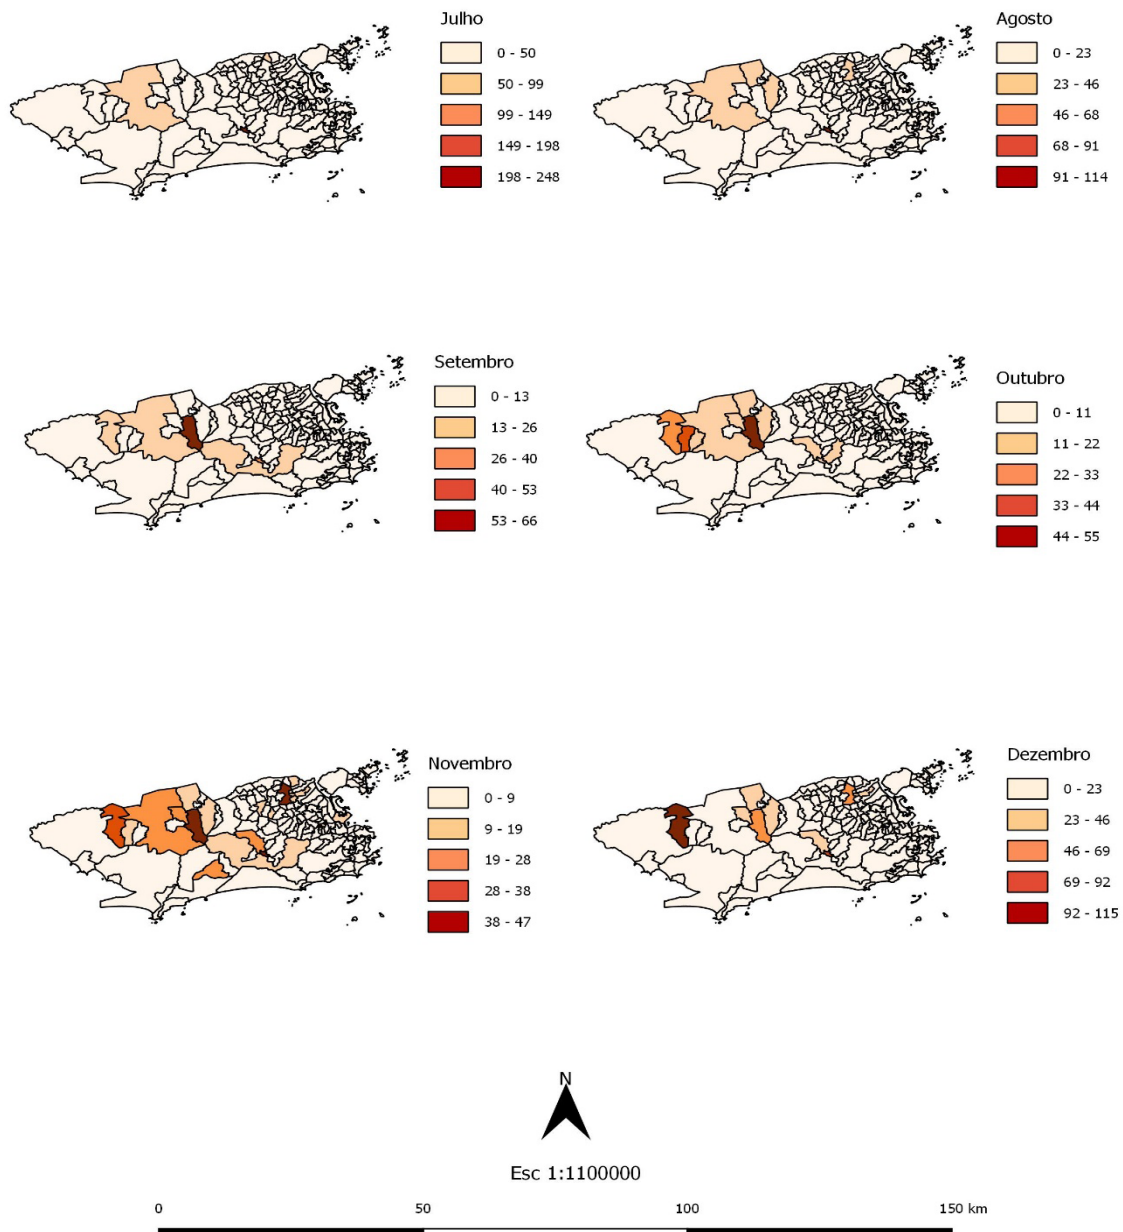 Julho
0 - 50
50 - 99
99 - 149
149 - 198
198 - 248
Agosto
0 - 23
23 - 46
46 - 68
68 - 91
91 - 114
Setembro
0 - 13
13 - 26
26 - 40
40 - 53
53 - 66
Outubro
0 - 11
11 - 22
22 - 33
33 - 44
44 - 55
Novembro
0 - 9
9 - 19
19 - 28
28 - 38
38 - 47
Dezembro
0 - 23
23 - 46
46 - 69
69 - 92
92 - 115
N
Esc 1:1100000
0 50 100 150 km